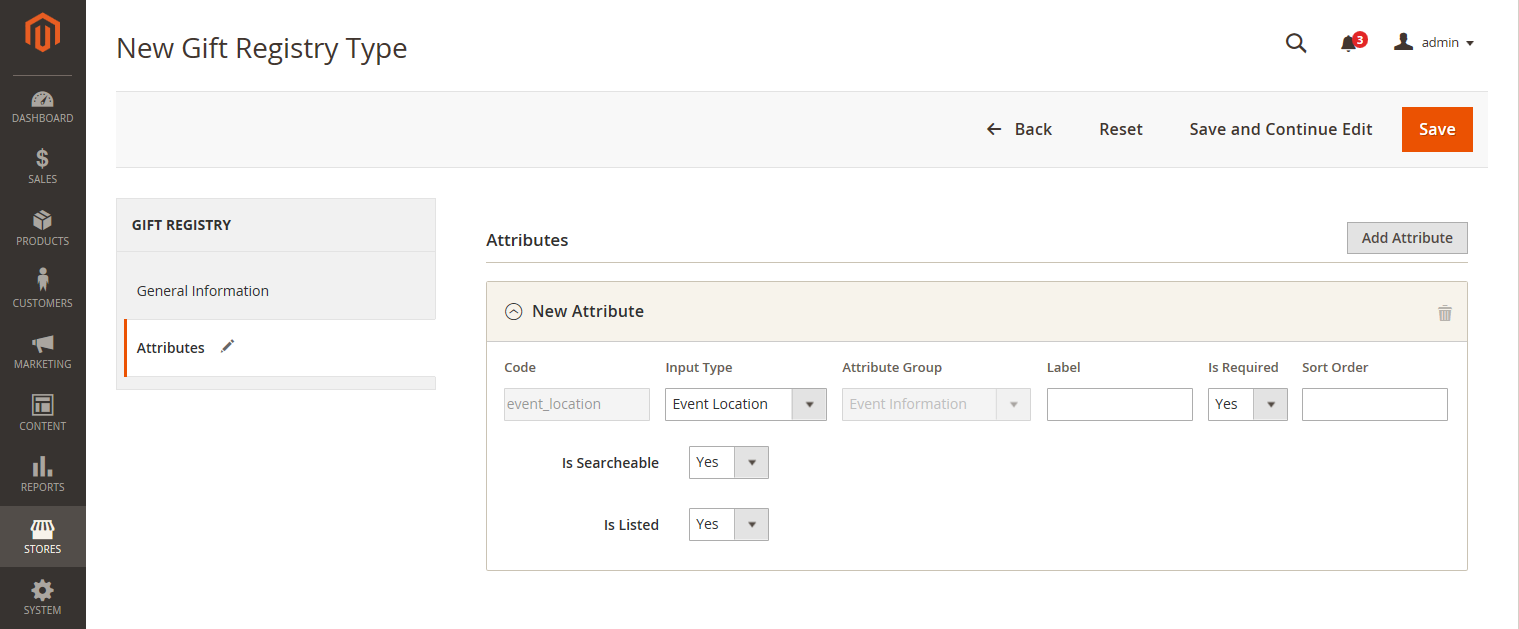 New Gift Registry Type
3
admin
Back
Reset
Save and Continue Edit
Save
DASHBOARD
SALES
PRODUCTS
CUSTOMERS
MARKETING
CONTENT
REPORTS
STORES
SYSTEM
GIFT REGISTRY
General Information
Attributes
Attributes
Add Attribute
New Attribute
Code Input Type Attribute Group Label Is Required Sort Order
event_location Event Location Event Information Yes
Is Searcheable Yes
Is Listed Yes